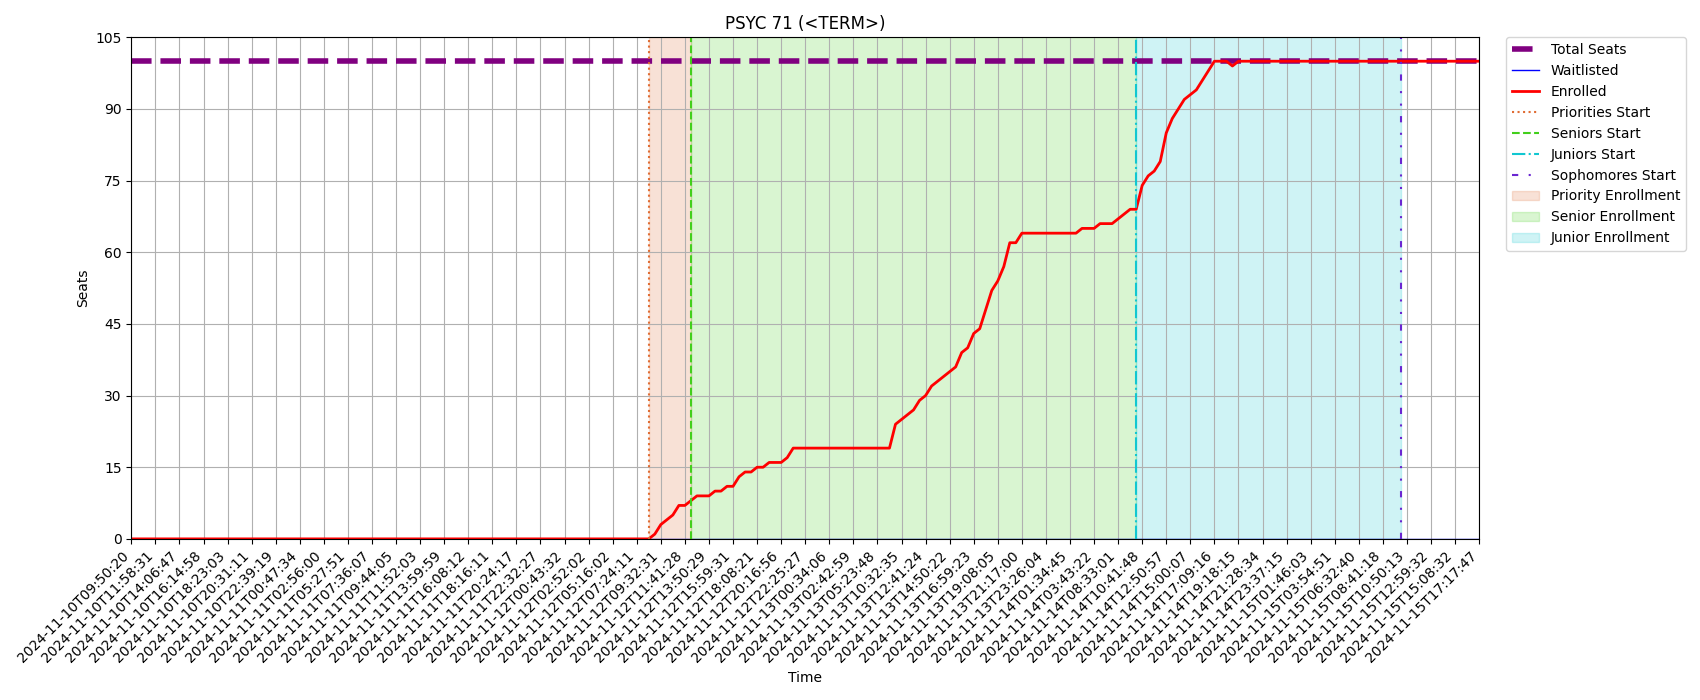 PSYC 71 (<TERM>)
105
90
75
60
45
30
15
0
Seats
Total Seats
Waitlisted
Enrolled
Priorities Start
Seniors Start
Juniors Start
Sophomores Start
Priority Enrollment
Senior Enrollment
Junior Enrollment
2024-11-10T09:50:20
2024-11-10T11:58:31
2024-11-10T14:06:47
2024-11-10T16:14:58
2024-11-10T18:23:03
2024-11-10T20:31:11
2024-11-10T22:39:19
2024-11-11T00:47:34
2024-11-11T02:56:00
2024-11-11T05:27:51
2024-11-11T07:36:07
2024-11-11T09:44:05
2024-11-11T11:52:03
2024-11-11T13:59:59
2024-11-11T16:08:12
2024-11-11T18:16:11
2024-11-11T20:24:17
2024-11-11T22:32:27
2024-11-12T00:43:32
2024-11-12T02:52:02
2024-11-12T05:16:02
2024-11-12T07:24:11
2024-11-12T09:32:31
2024-11-12T11:41:28
2024-11-12T13:50:29
2024-11-12T15:59:31
2024-11-12T18:08:21
2024-11-12T20:16:56
2024-11-12T22:25:27
2024-11-13T00:34:06
2024-11-13T02:42:59
2024-11-13T05:23:48
2024-11-13T10:32:35
2024-11-13T12:41:24
2024-11-13T14:50:22
2024-11-13T16:59:23
2024-11-13T19:08:05
2024-11-13T21:17:00
2024-11-13T23:26:04
2024-11-14T01:34:45
2024-11-14T03:43:22
2024-11-14T08:33:01
2024-11-14T10:41:48
2024-11-14T12:50:57
2024-11-14T15:00:07
2024-11-14T17:09:16
2024-11-14T19:18:15
2024-11-14T21:28:34
2024-11-14T23:37:15
2024-11-15T01:46:03
2024-11-15T03:54:51
2024-11-15T06:32:40
2024-11-15T08:41:18
2024-11-15T10:50:13
2024-11-15T12:59:32
2024-11-15T15:08:32
2024-11-15T17:17:47
Time